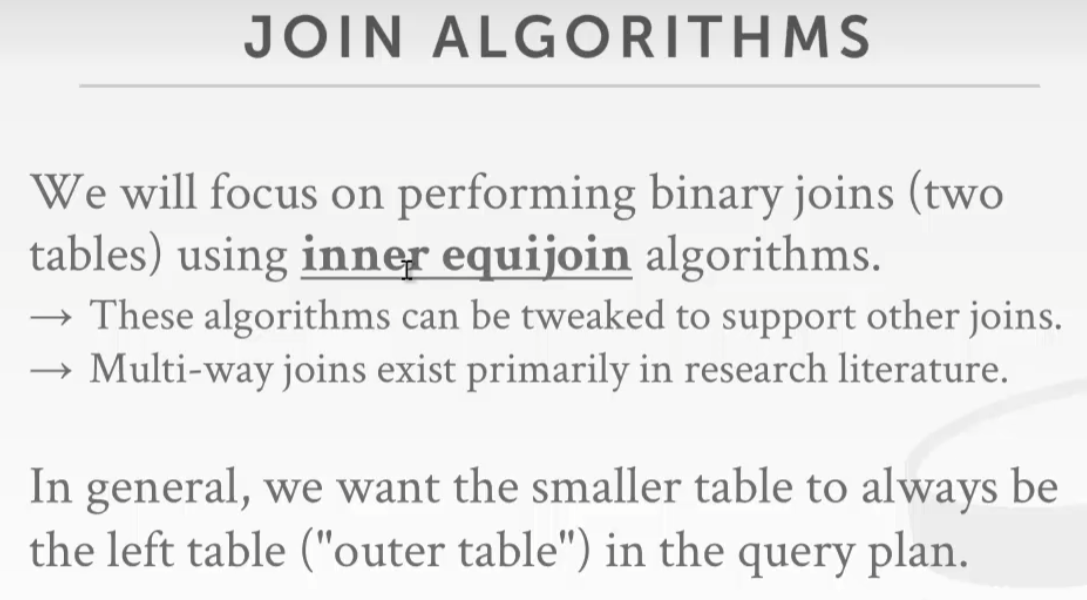 JOIN ALGORITHMS
We will focus on performing binary joins (two
tables) using inner equijoin algorithms.
→ These algorithms can be tweaked to support other joins.
→ Multi-way joins exist primarily in research literature.
In general, we want the smaller table to always be
the left table ("outer table") in the query plan.